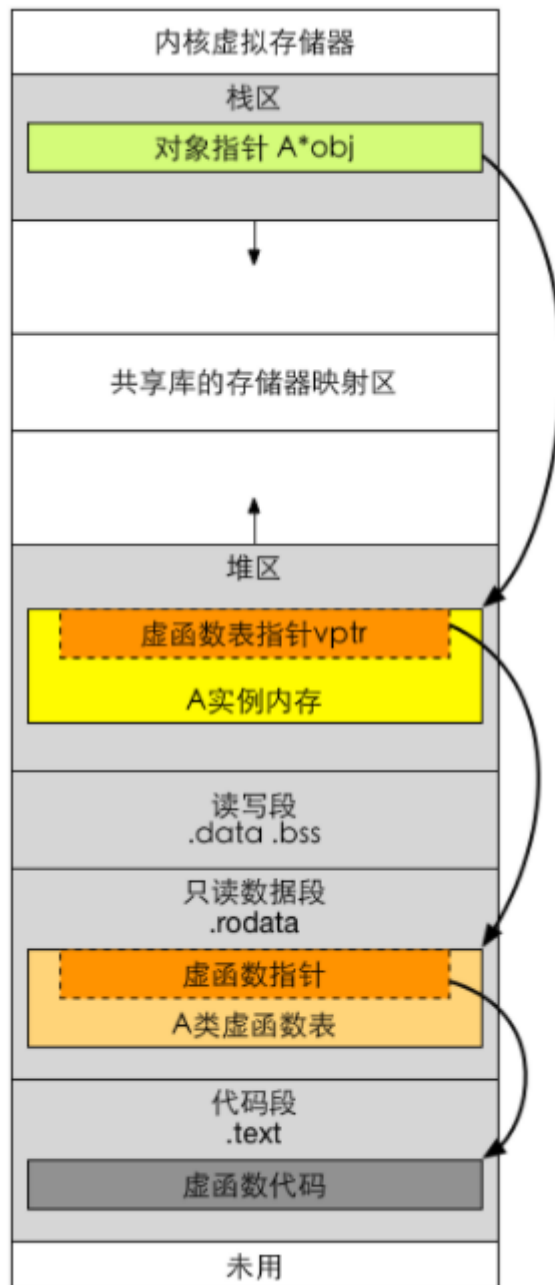 内核虚拟存储器
栈区
对象指针 A*obj
共享库的存储器映射区
堆区
虚函数表指针vptr
A实例内存
读写段
.data .bss
只读数据段
.rodata
虚函数指针
A类虚函数表
代码段
.text
虚函数代码
未用